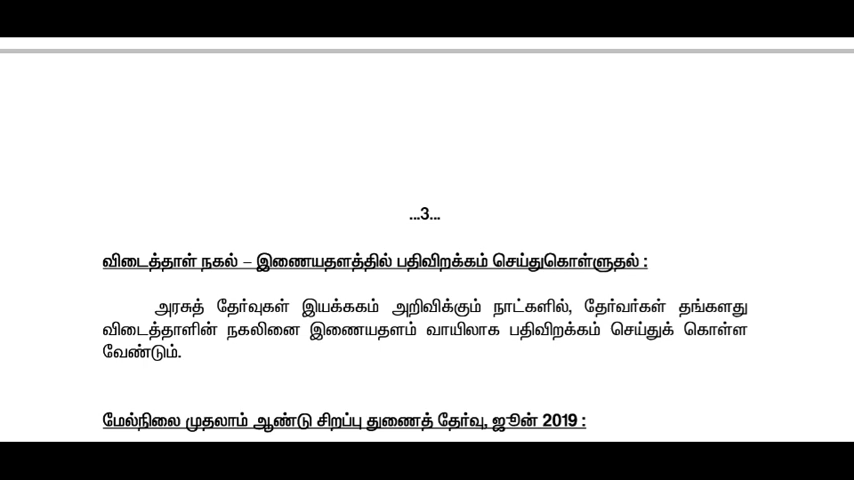 ...3...
விடைத்தாள் நகல் – இணையதளத்தில் பதிவிறக்கம் செய்துகொள்ளுதல் :
அரசுத் தேர்வுகள் இயக்ககம் அறிவிக்கும் நாட்களில், தேர்வர்கள் தங்களது
விடைத்தாளின் நகலினை இணையதளம் வாயிலாக பதிவிறக்கம் செய்துக் கொள்ள
வேண்டும்.
மேல்நிலை முதலாம் ஆண்டு சிறப்பு துணைத் தேர்வு, ஜூன் 2019 :